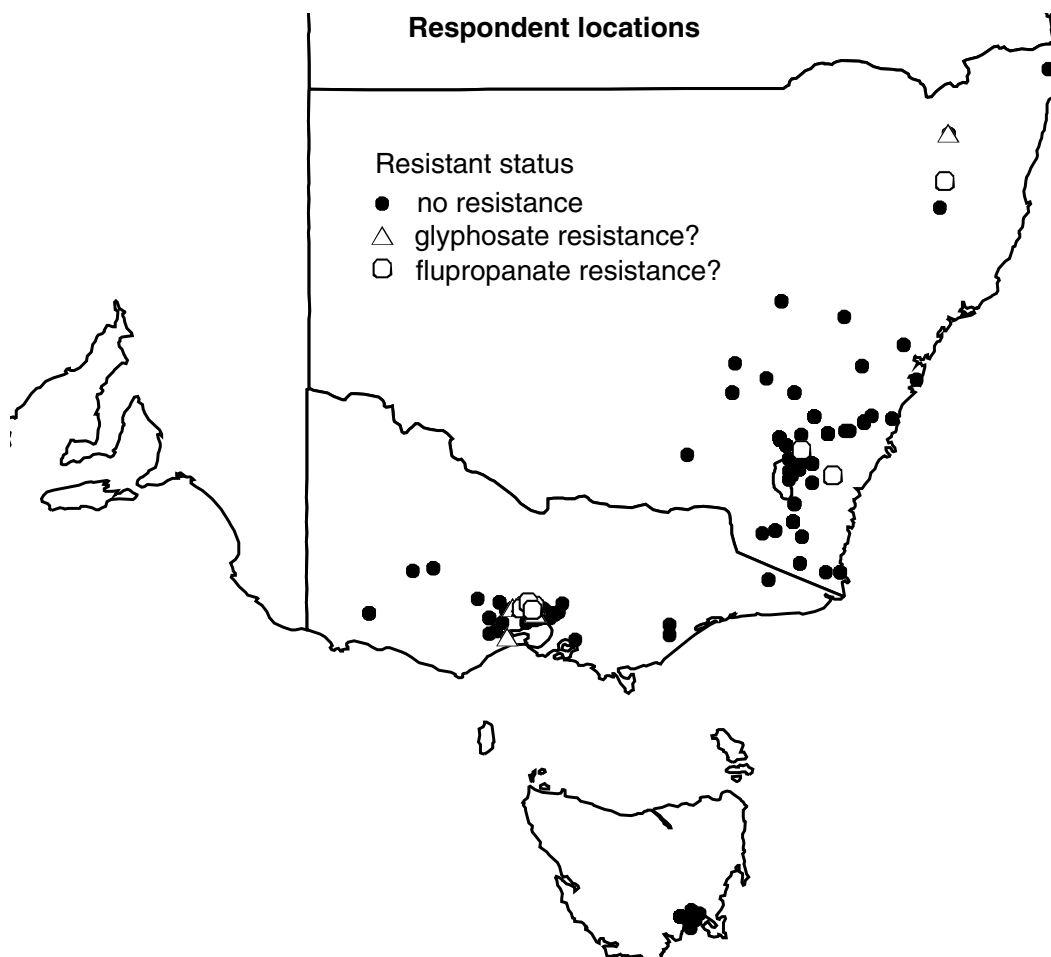 Respondent locations
Resistant status
no resistance
glyphosate resistance?
flupropanate resistance?